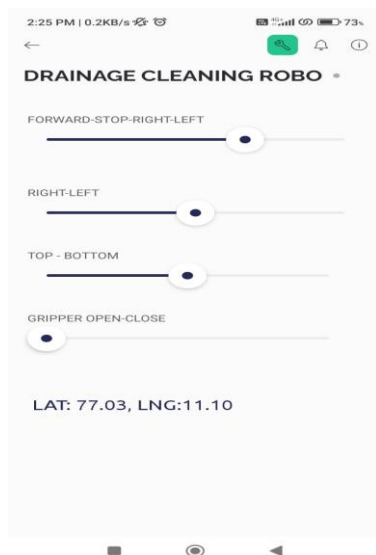 2:25 PM | 0.2KB/s
73%
DRAINAGE CLEANING ROBO
FORWARD-STOP-RIGHT-LEFT
RIGHT-LEFT
TOP - BOTTOM
GRIPPER OPEN-CLOSE
LAT: 77.03, LNG:11.10